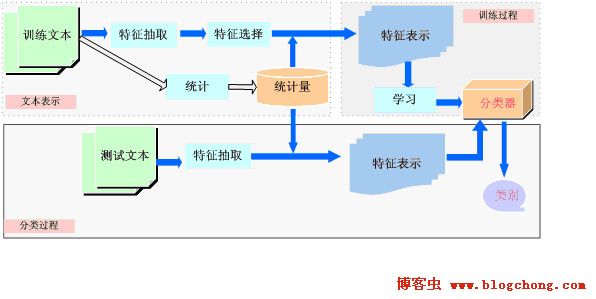 训练过程
训练文本
特征抽取
特征选择
特征表示
统计
统计量
学习
分类器
文本表示
测试文本
特征抽取
特征表示
类别
分类过程
博客虫 www.blogchong.com